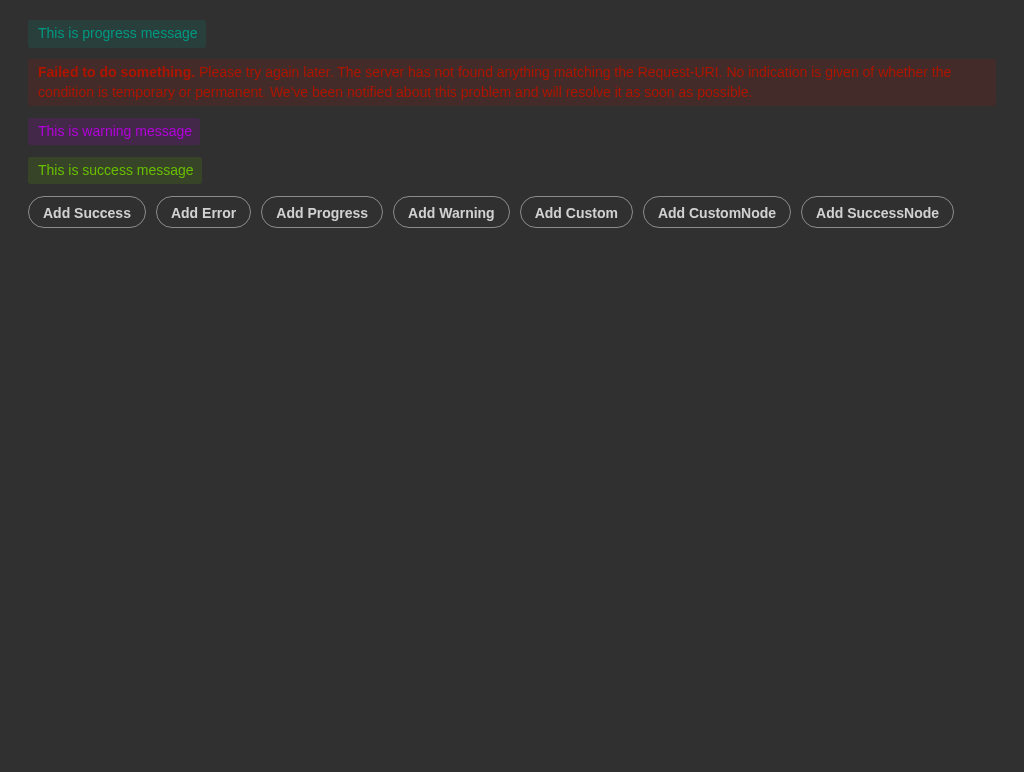 This is progress message
Failed to do something. Please try again later. The server has not found anything matching the Request-URI. No indication is given of whether the
condition is temporary or permanent. We've been notified about this problem and will resolve it as soon as possible.
This is warning message
This is success message
Add Success Add Error Add Progress Add Warning Add Custom Add CustomNode Add SuccessNode